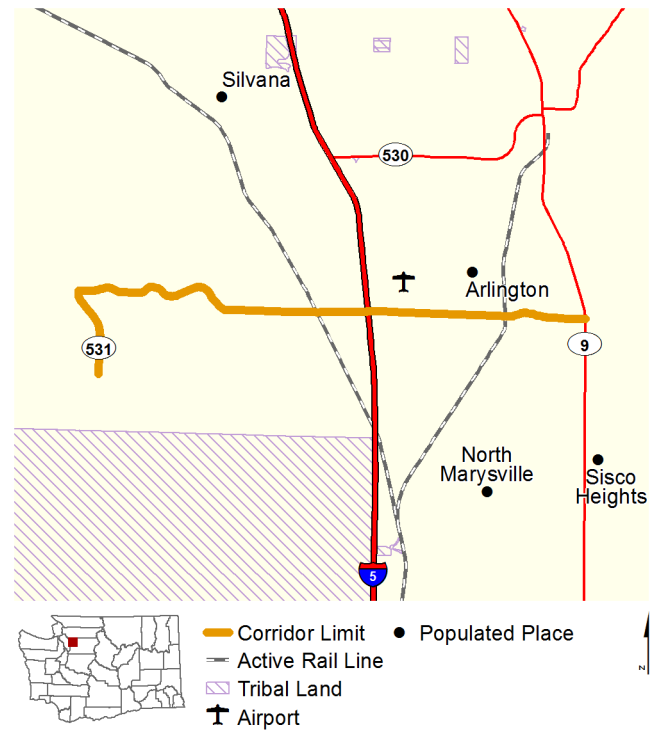 Silvana
530
Arlington
531
9
North
Marysville
Sisco
Heights
5
Corridor Limit
Populated Place
Active Rail Line
Tribal Land
Airport
N